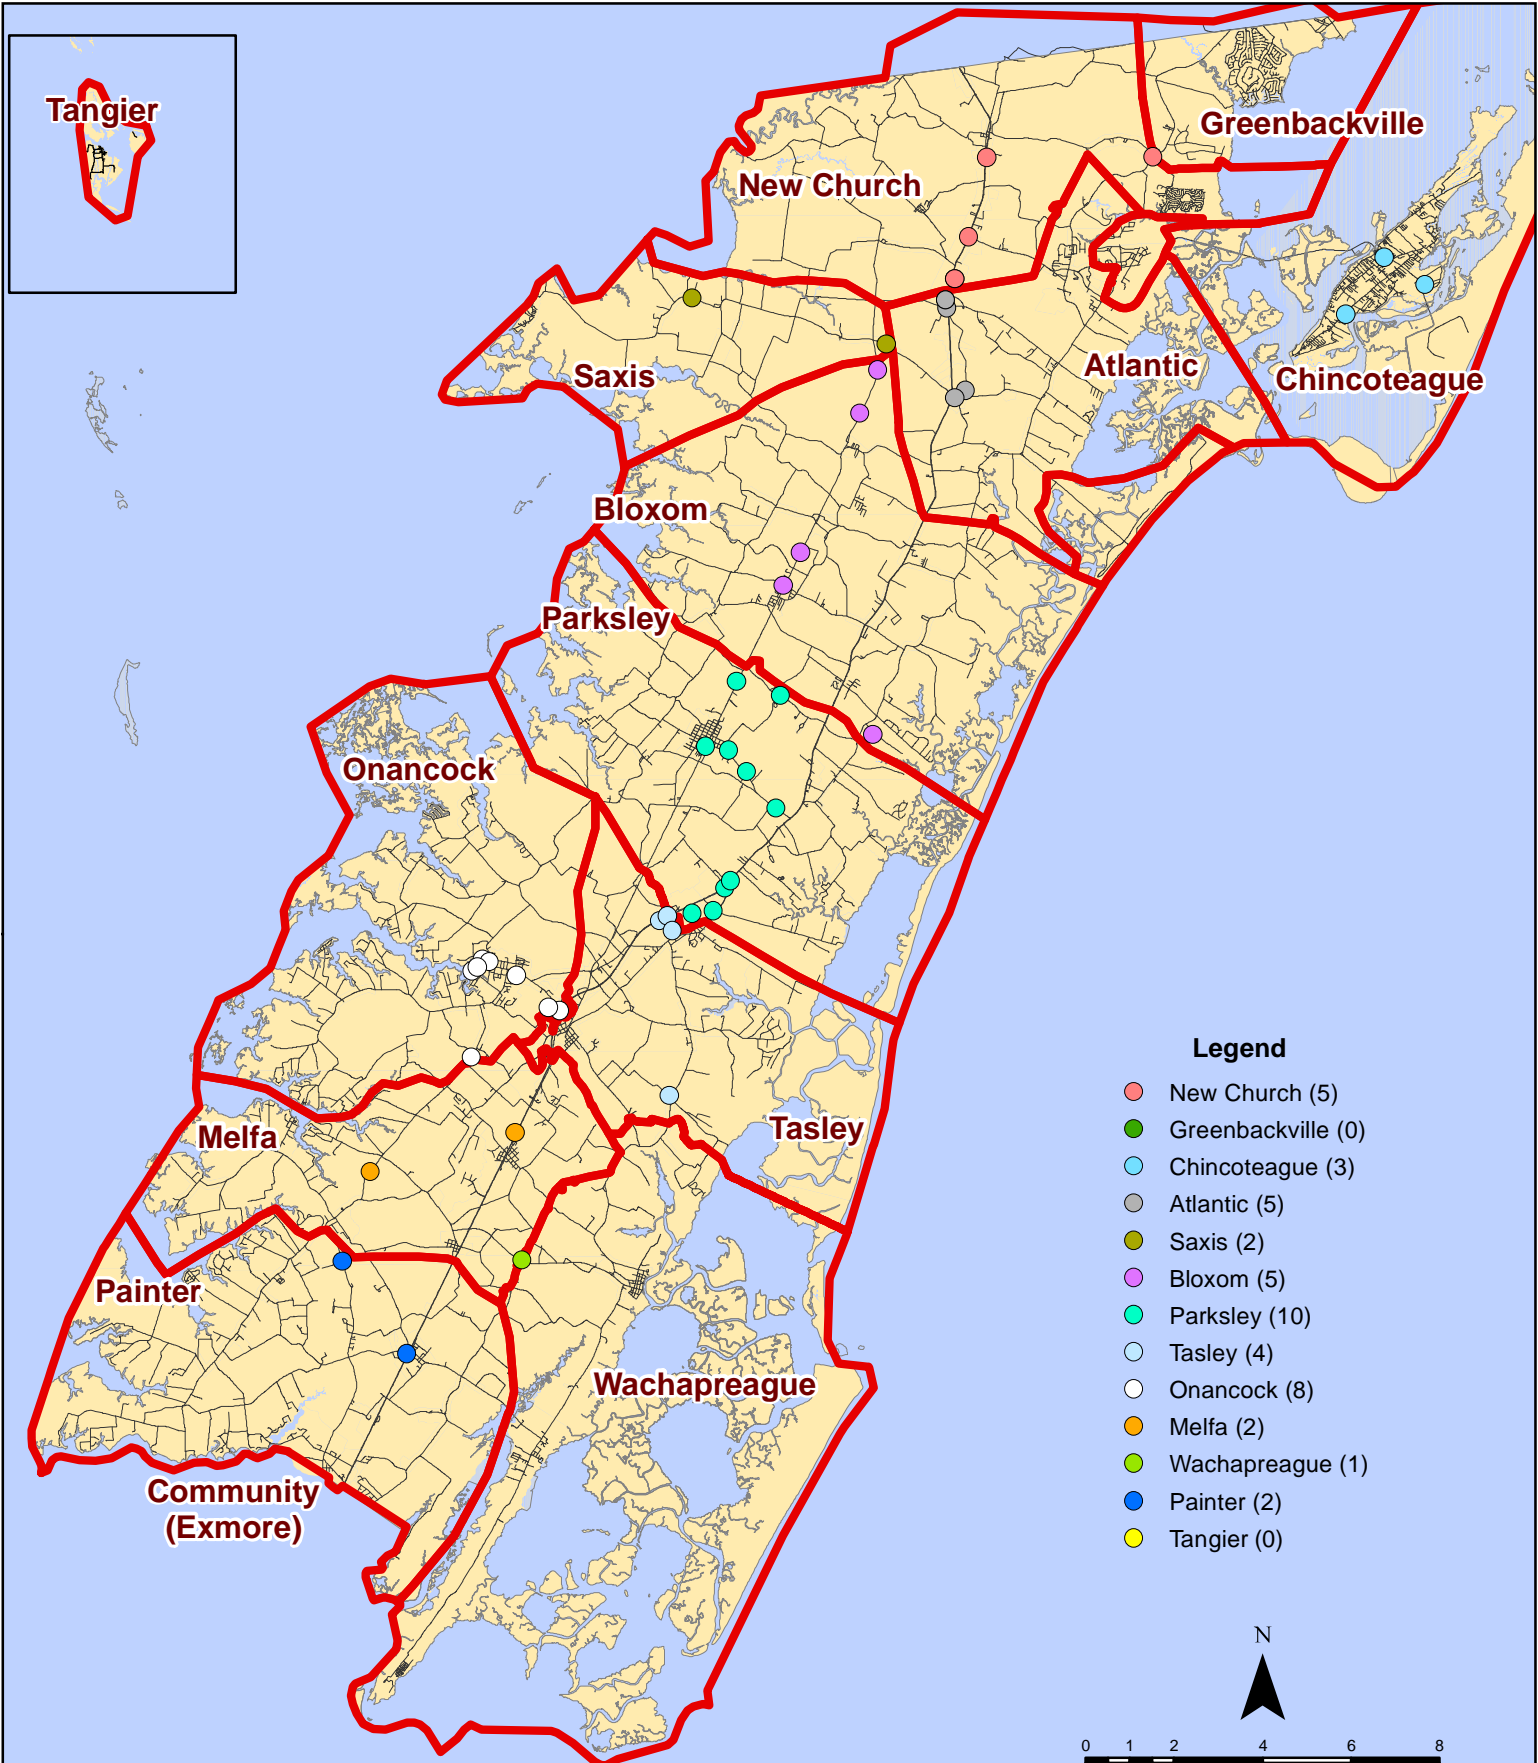 Tangier
Greenbackville
New Church
Saxis
Atlantic
Chincoteague
Bloxom
Parksley
Onancock
Melfa
Tasley
Painter
Wachapreague
Community
(Exmore)
Legend
New Church (5)
Greenbackville (0)
Chincoteague (3)
Atlantic (5)
Saxis (2)
Bloxom (5)
Parksley (10)
Tasley (4)
Onancock (8)
Melfa (2)
Wachapreague (1)
Painter (2)
Tangier (0)
N
0 1 2 4 6 8